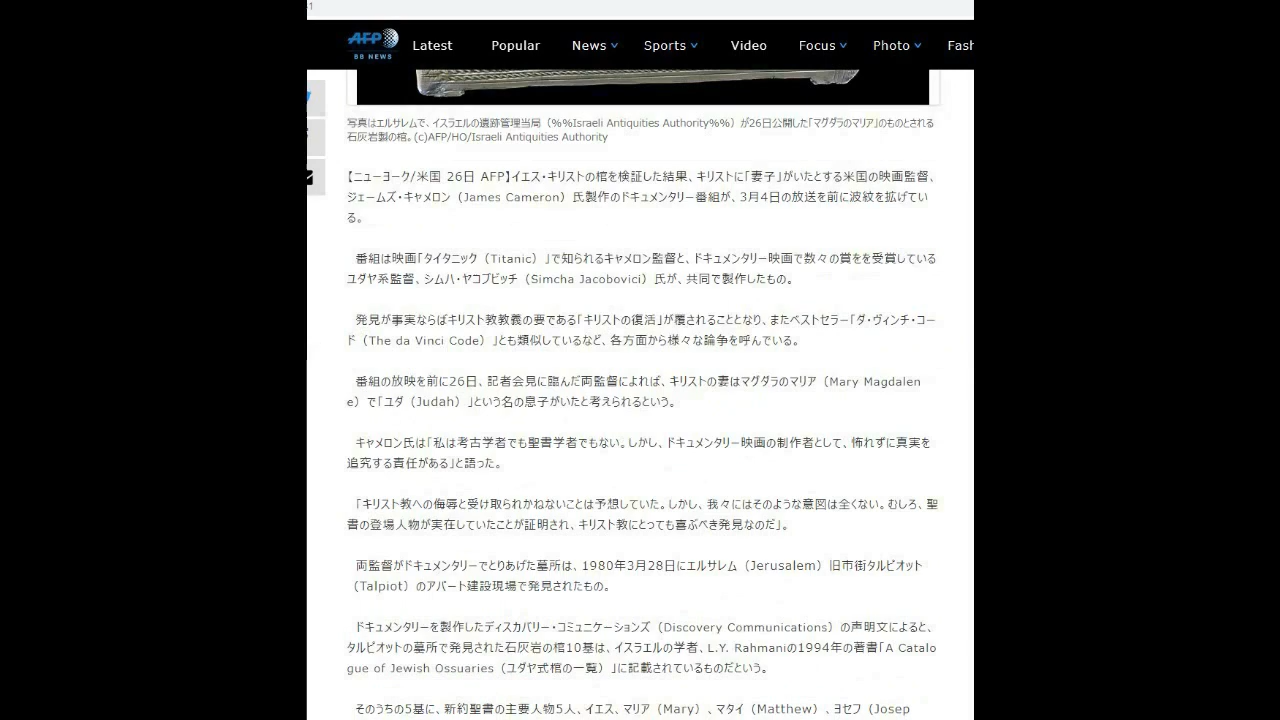 -1
AFP
BB NEWS
Latest Popular News Sports Video Focus Photo Fash
写真はエルサレムで、イスラエルの遺跡管理当局（%%Israeli Antiquities Authority%%）が26日公開した「マグダラのマリア」のものとされる
石灰岩製の棺。(c)AFP/HO/Israeli Antiquities Authority
【ニューヨーク/米国 26日 AFP】イエス・キリストの棺を検証した結果、キリストに「妻子」がいたとする米国の映画監督、
ジェームズ・キャメロン（James Cameron）氏製作のドキュメンタリー番組が、3月4日の放送を前に波紋を拡げてい
る。
番組は映画「タイタニック（Titanic）」で知られるキャメロン監督と、ドキュメンタリー映画で数々の賞をを受賞している
ユダヤ系監督、シムハ・ヤコブビッチ（Simcha Jacobovici）氏が、共同で製作したもの。
発見が事実ならばキリスト教教義の要である「キリストの復活」が覆されることとなり、またベストセラー「ダ・ヴィンチ・コー
ド（The da Vinci Code）」とも類似しているなど、各方面から様々な論争を呼んでいる。
番組の放映を前に26日、記者会見に臨んだ両監督によれば、キリストの妻はマグダラのマリア（Mary Magdalen
e）で「ユダ（Judah）」という名の息子がいたと考えられるという。
キャメロン氏は「私は考古学者でも聖書学者でもない。しかし、ドキュメンタリー映画の制作者として、怖れずに真実を
追究する責任がある」と語った。
「キリスト教への侮辱と受け取られかねないことは予想していた。しかし、我々にはそのような意図は全くない。むしろ、聖
書の登場人物が実在していたことが証明され、キリスト教にとっても喜ぶべき発見なのだ」。
両監督がドキュメンタリーでとりあげた墓所は、1980年3月28日にエルサレム（Jerusalem）旧市街タルビオット
（Talpiot）のアパート建設現場で発見されたもの。
ドキュメンタリーを製作したディスカバリー・コミュニケーションズ（Discovery Communications）の声明文によると、
タルビオットの墓所で発見された石灰岩の棺10基は、イスラエルの学者、L.Y. Rahmaniの1994年の著書「A Catalo
gue of Jewish Ossuaries（ユダヤ式棺の一覧）」に記載されているものだという。
そのうちの5基に、新約聖書の主要人物5人、イエス、マリア（Mary）、マタイ（Matthew）、ヨセフ（Josep